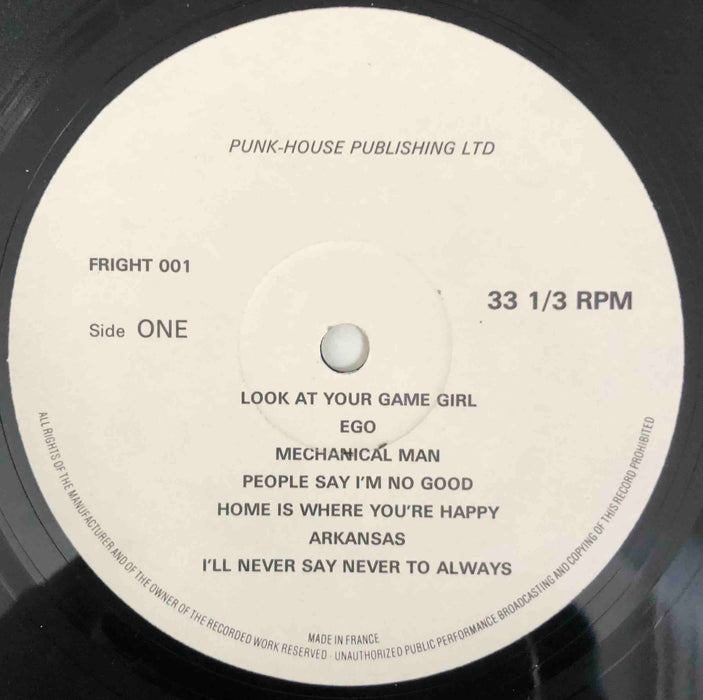 PUNK-HOUSE PUBLISHING LTD
FRIGHT 001
33 1/3 RPM
Side ONE
LOOK AT YOUR GAME GIRL
EGO
MECHANICAL MAN
PEOPLE SAY I'M NO GOOD
HOME IS WHERE YOU'RE HAPPY
ARKANSAS
I'LL NEVER SAY NEVER TO ALWAYS
MADE IN FRANCE
ALL RIGHTS OF THE MANUFACTURER AND OF THE OWNER OF THE RECORDED WORK RESERVED - UNAUTHORIZED PUBLIC PERFORMANCE BROADCASTING AND COPYING OF THIS RECORD PROHIBITED